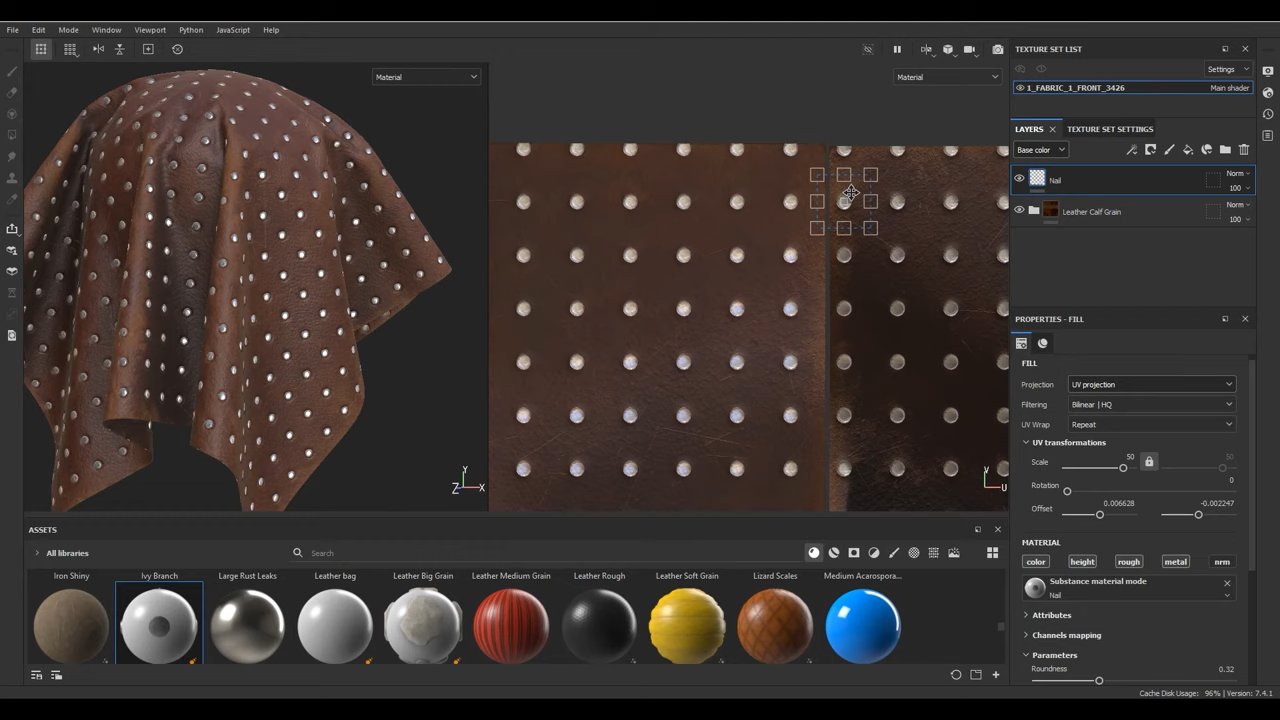 File Edit Mode Window Viewport Python JavaScript Help
Material
Material
Z X Y
Y U
TEXTURE SET LIST
Settings
1_FABRIC_1_FRONT_3426 Main shader
LAYERS TEXTURE SET SETTINGS
Base color
Nail Norm
100
Leather Calf Grain Norm
100
PROPERTIES - FILL
FILL
Projection UV projection
Filtering Bilinear | HQ
UV Wrap Repeat
UV transformations
Scale 50 50
Rotation 0
Offset 0.006628 -0.002247
MATERIAL
color height rough metal nrm
Substance material mode
Nail
Attributes
Channels mapping
Parameters
Roundness 0.32
ASSETS
All libraries Search
Iron Shiny Ivy Branch Large Rust Leaks Leather bag Leather Big Grain Leather Medium Grain Leather Rough Leather Soft Grain Lizard Scales Medium Acarospora...
Cache Disk Usage: 96% | Version: 7.4.1